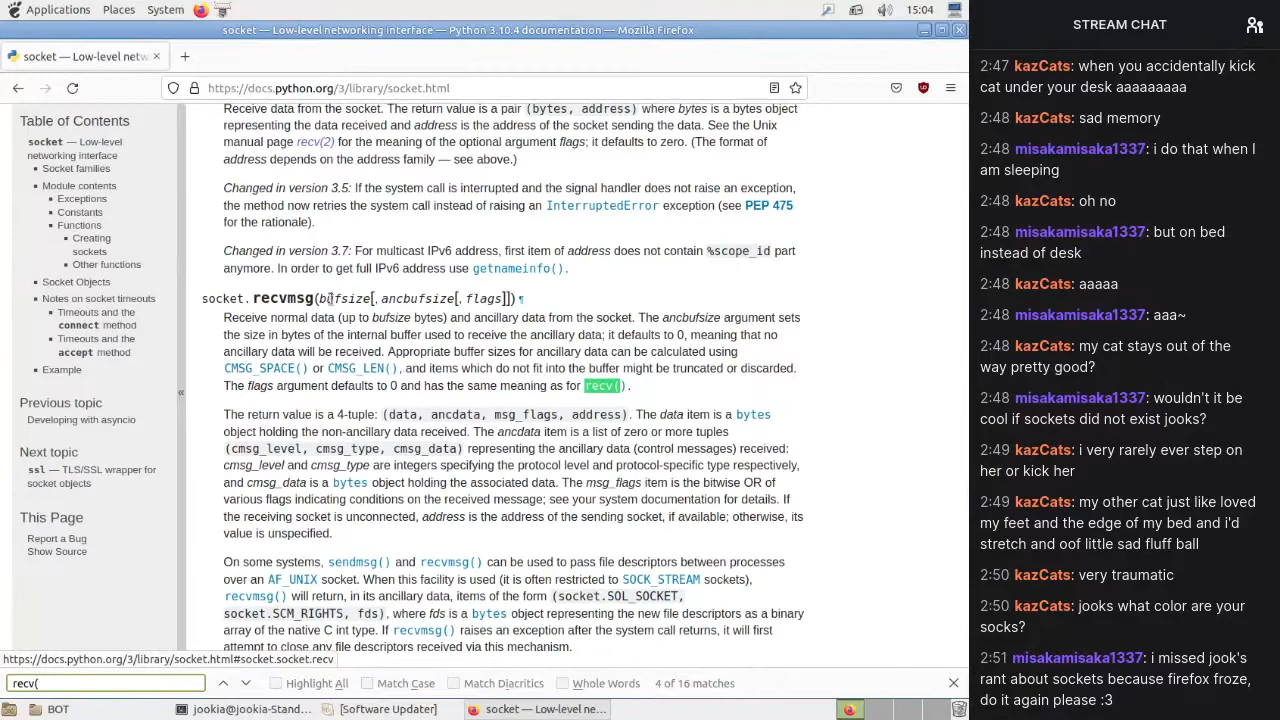 Applications Places System 15:04
socket — Low-level networking interface — Python 3.10.4 documentation — Mozilla Firefox
socket — Low-level netw
https://docs.python.org/3/library/socket.html
Table of Contents
socket — Low-level
networking interface
Socket families
Module contents
Exceptions
Constants
Functions
Creating
sockets
Other functions
Socket Objects
Notes on socket timeouts
Timeouts and the
connect method
Timeouts and the
accept method
Example
Previous topic
Developing with asyncio
Next topic
ssl — TLS/SSL wrapper for
socket objects
This Page
Report a Bug
Show Source
«
Receive data from the socket. The return value is a pair (bytes, address) where bytes is a bytes object
representing the data received and address is the address of the socket sending the data. See the Unix
manual page recv(2) for the meaning of the optional argument flags; it defaults to zero. (The format of
address depends on the address family — see above.)
Changed in version 3.5: If the system call is interrupted and the signal handler does not raise an exception,
the method now retries the system call instead of raising an InterruptedError exception (see PEP 475
for the rationale).
Changed in version 3.7: For multicast IPv6 address, first item of address does not contain %scope_id part
anymore. In order to get full IPv6 address use getnameinfo().
socket.recvmsg(bufsize[, ancbufsize[, flags]]) ¶
Receive normal data (up to bufsize bytes) and ancillary data from the socket. The ancbufsize argument sets
the size in bytes of the internal buffer used to receive the ancillary data; it defaults to 0, meaning that no
ancillary data will be received. Appropriate buffer sizes for ancillary data can be calculated using
CMSG_SPACE() or CMSG_LEN(), and items which do not fit into the buffer might be truncated or discarded.
The flags argument defaults to 0 and has the same meaning as for recv().
The return value is a 4-tuple: (data, ancdata, msg_flags, address). The data item is a bytes
object holding the non-ancillary data received. The ancdata item is a list of zero or more tuples
(cmsg_level, cmsg_type, cmsg_data) representing the ancillary data (control messages) received:
cmsg_level and cmsg_type are integers specifying the protocol level and protocol-specific type respectively,
and cmsg_data is a bytes object holding the associated data. The msg_flags item is the bitwise OR of
various flags indicating conditions on the received message; see your system documentation for details. If
the receiving socket is unconnected, address is the address of the sending socket, if available; otherwise, its
value is unspecified.
On some systems, sendmsg() and recvmsg() can be used to pass file descriptors between processes
over an AF_UNIX socket. When this facility is used (it is often restricted to SOCK_STREAM sockets),
recvmsg() will return, in its ancillary data, items of the form (socket.SOL_SOCKET,
socket.SCM_RIGHTS, fds), where fds is a bytes object representing the new file descriptors as a binary
array of the native C int type. If recvmsg() raises an exception after the system call returns, it will first
attempt to close any file descriptors received via this mechanism.
https://docs.python.org/3/library/socket.html#socket.socket.recv
recv( Highlight All Match Case Match Diacritics Whole Words 4 of 16 matches
BOT jookia@jookia-Stand... [Software Updater] socket — Low-level ne...
STREAM CHAT
2:47 kazCats: when you accidentally kick
cat under your desk aaaaaaaaa
2:48 kazCats: sad memory
2:48 misakamisaka1337: i do that when I
am sleeping
2:48 kazCats: oh no
2:48 misakamisaka1337: but on bed
instead of desk
2:48 kazCats: aaaaa
2:48 misakamisaka1337: aaa~
2:48 kazCats: my cat stays out of the
way pretty good?
2:48 misakamisaka1337: wouldn't it be
cool if sockets did not exist jooks?
2:49 kazCats: i very rarely ever step on
her or kick her
2:49 kazCats: my other cat just like loved
my feet and the edge of my bed and i'd
stretch and oof little sad fluff ball
2:50 kazCats: very traumatic
2:50 kazCats: jooks what color are your
socks?
2:51 misakamisaka1337: i missed jook's
rant about sockets because firefox froze,
do it again please :3